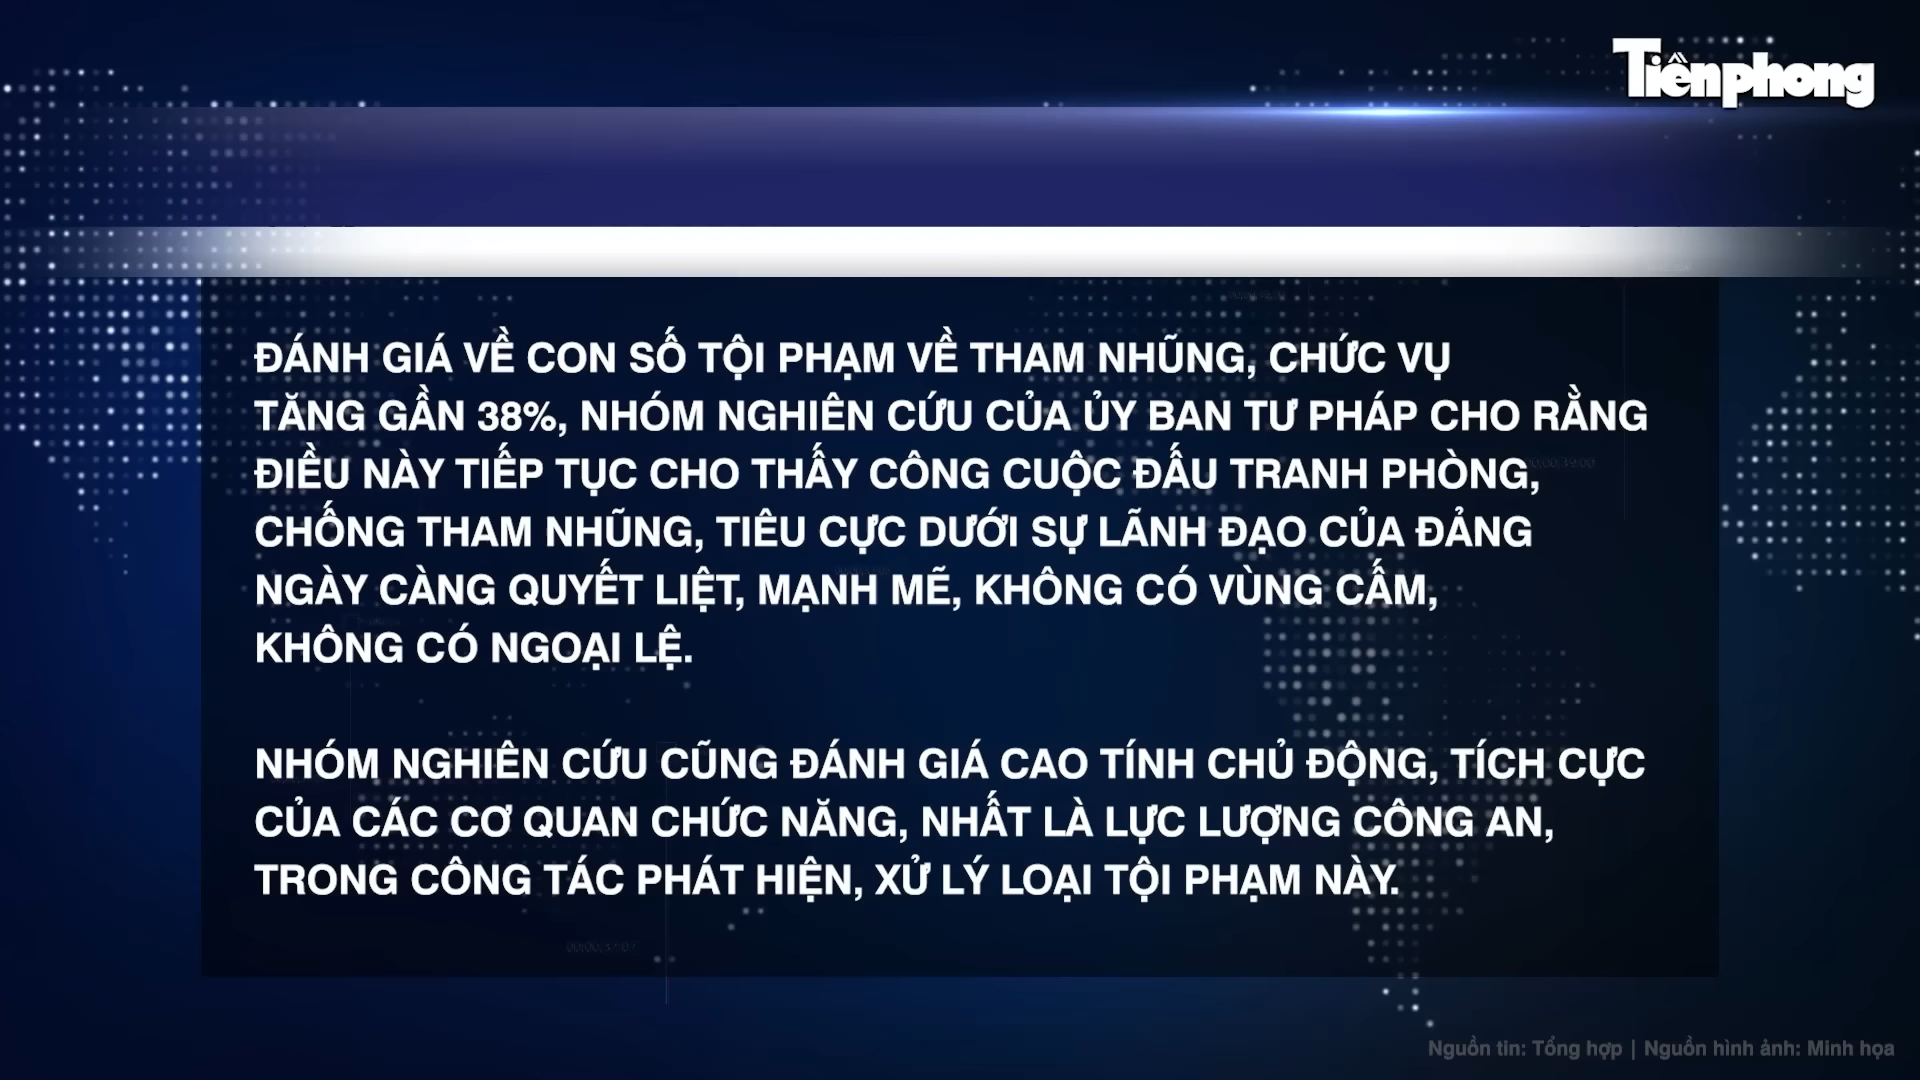 Tiềnphong
ĐÁNH GIÁ VỀ CON SỐ TỘI PHẠM VỀ THAM NHŨNG, CHỨC VỤ
TĂNG GẦN 38%, NHÓM NGHIÊN CỨU CỦA ỦY BAN TƯ PHÁP CHO RẰNG
ĐIỀU NÀY TIẾP TỤC CHO THẤY CÔNG CUỘC ĐẤU TRANH PHÒNG,
CHỐNG THAM NHŨNG, TIÊU CỰC DƯỚI SỰ LÃNH ĐẠO CỦA ĐẢNG
NGÀY CÀNG QUYẾT LIỆT, MẠNH MẼ, KHÔNG CÓ VÙNG CẤM,
KHÔNG CÓ NGOẠI LỆ.
NHÓM NGHIÊN CỨU CŨNG ĐÁNH GIÁ CAO TÍNH CHỦ ĐỘNG, TÍCH CỰC
CỦA CÁC CƠ QUAN CHỨC NĂNG, NHẤT LÀ LỰC LƯỢNG CÔNG AN,
TRONG CÔNG TÁC PHÁT HIỆN, XỬ LÝ LOẠI TỘI PHẠM NÀY.
Nguồn tin: Tổng hợp | Nguồn hình ảnh: Minh họa